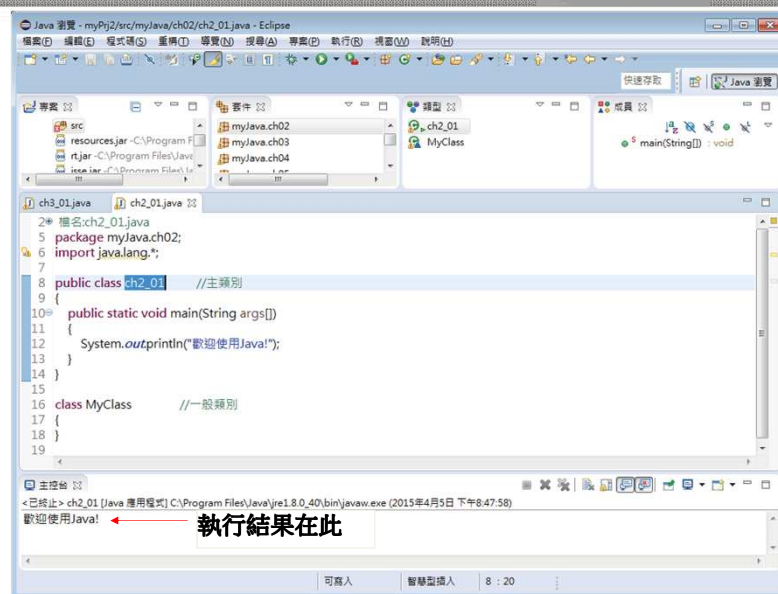 Java 瀏覽 - myPrj2/src/myJava/ch02/ch2_01.java - Eclipse
檔案(F) 編輯(E) 程式碼(S) 重構(T) 導覽(N) 搜尋(A) 專案(P) 執行(R) 視窗(W) 說明(H)
快速存取 Java 瀏覽
專案 套件 類型 成員
src
resources.jar -C:\Program F
rt.jar -C:\Program Files\Java
jsse.jar -C:\Program Files\Ja
myJava.ch02
myJava.ch03
myJava.ch04
ch2_01
MyClass
main(String[]) : void
ch3_01.java ch2_01.java
2 檔名:ch2_01.java
5 package myJava.ch02;
6 import java.lang.*;
7
8 public class ch2_01 //主類別
9 {
10 public static void main(String args[])
11 {
12 System.out.println("歡迎使用Java!");
13 }
14 }
15
16 class MyClass //一般類別
17 {
18 }
19
主控台
<已終止> ch2_01 [Java 應用程式] C:\Program Files\Java\jre1.8.0_40\bin\javaw.exe (2015年4月5日 下午8:47:58)
歡迎使用Java! 執行結果在此
可寫入 智慧型插入 8 : 20